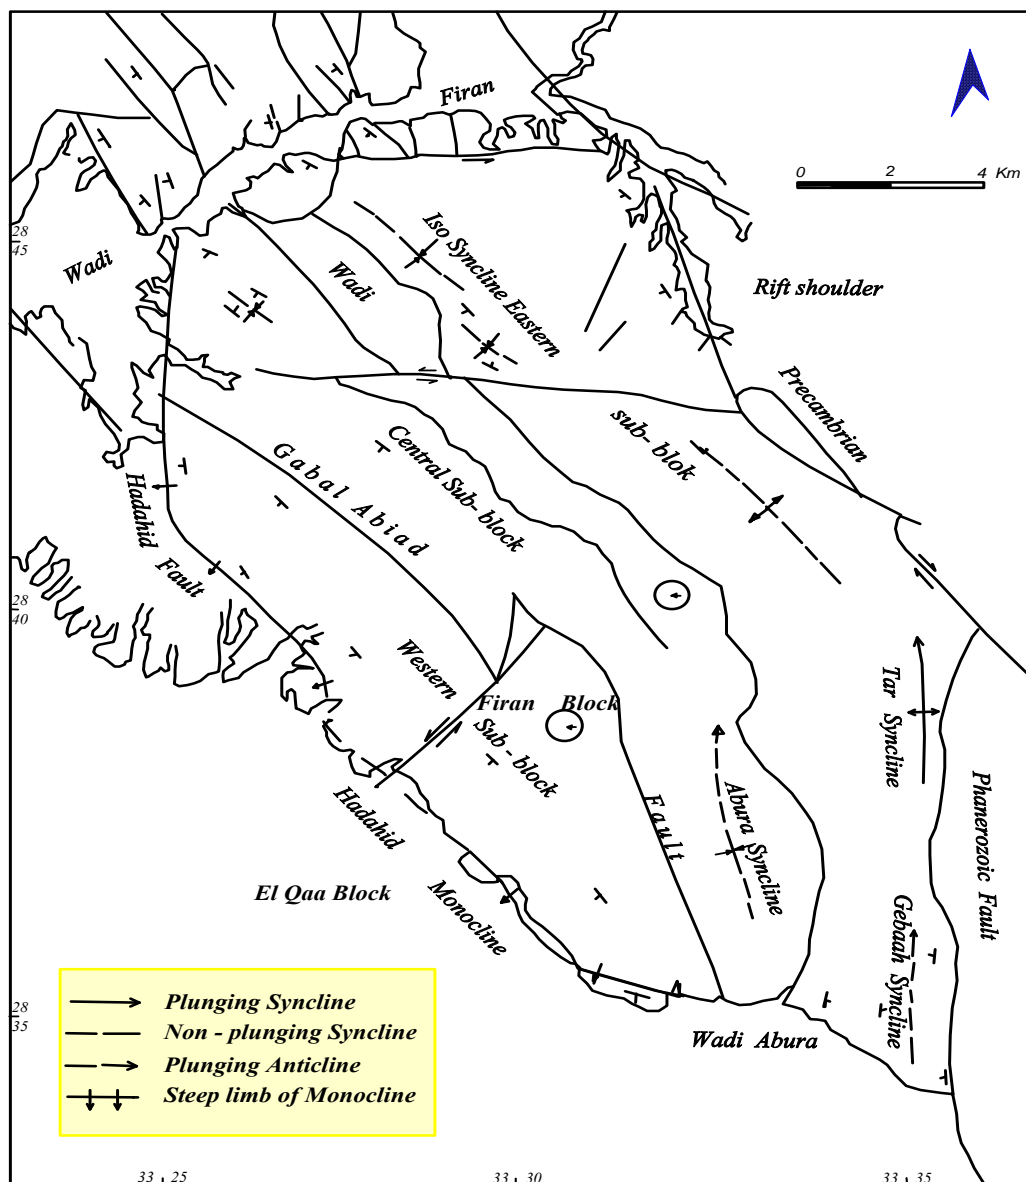 Firan
0 2 4 Km
28
45
Wadi
Iso Syncline Eastern
Wadi
Rift shoulder
Precambrian
sub- blok
Central Sub- block
Gabal Abiad
Hadahid
Fault
28
40
Western
Firan Block
Sub - block
Tar Syncline
Hadahid
Fault
Abura Syncline
Phanerozoic Fault
El Qaa Block
Monocline
Gebaah Syncline
Wadi Abura
28
35
Plunging Syncline
Non - plunging Syncline
Plunging Anticline
Steep limb of Monocline
33 25
33 30
33 35